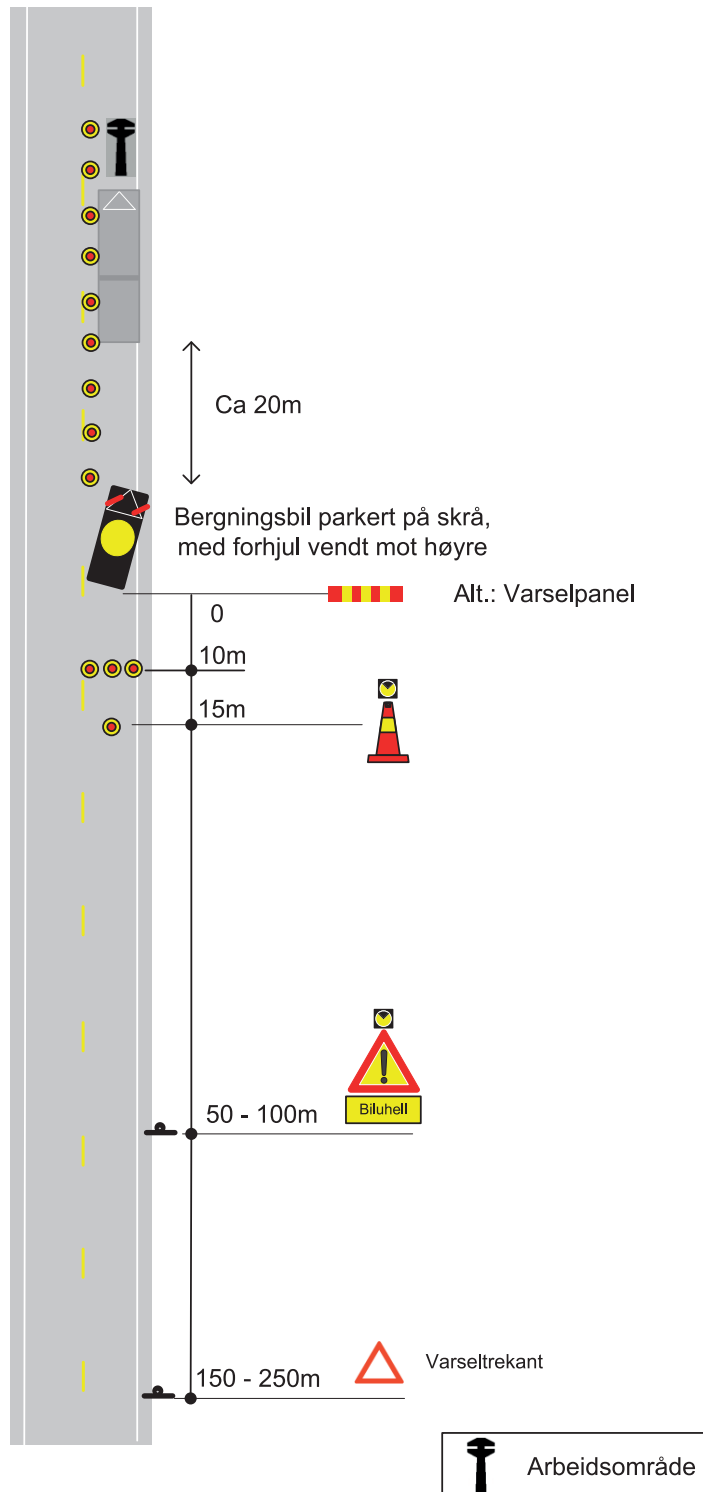 Ca 20m
Bergningsbil parkert på skrå,
med forhjul vendt mot høyre
Alt.: Varselpanel
0
10m
15m
Biluhell
50 - 100m
Varseltrekant
150 - 250m
Arbeidsområde